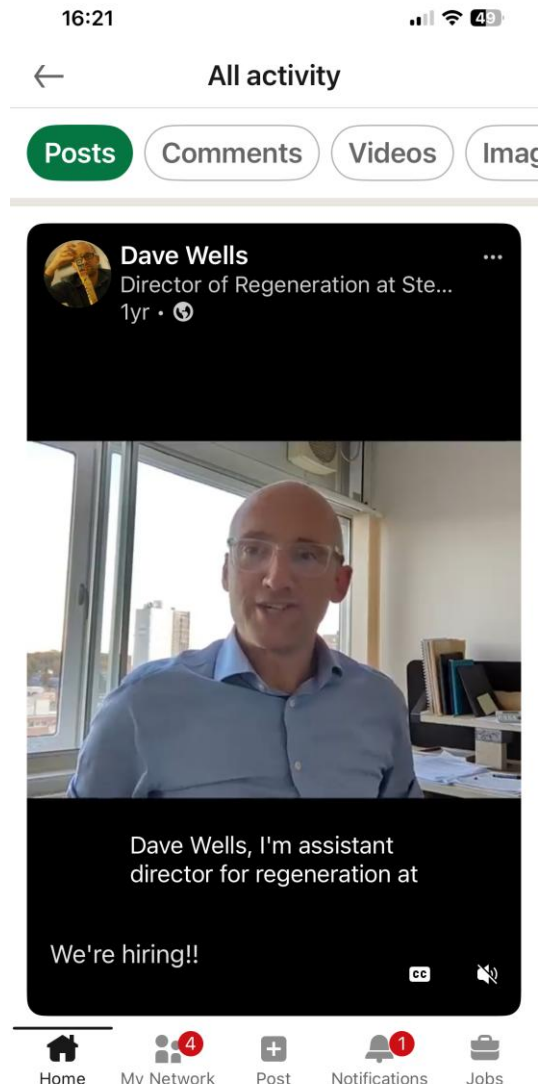 16:21
49
All activity
Posts
Comments
Videos
Imag
Dave Wells
Director of Regeneration at Ste...
1yr •
Dave Wells, I'm assistant
director for regeneration at
We're hiring!!
CC
4
1
Home
My Network
Post
Notifications
Jobs